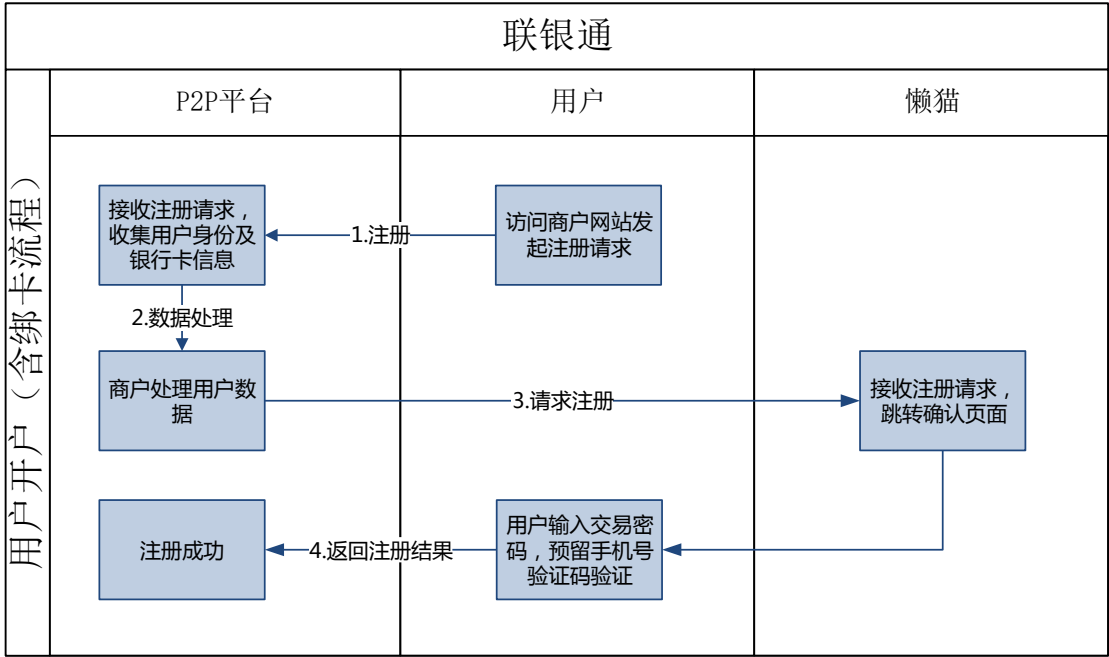 联银通
P2P平台
用户
懒猫
用户开户（含绑卡流程）
接收注册请求，
收集用户身份及
银行卡信息
1.注册
访问商户网站发
起注册请求
2.数据处理
商户处理用户数
据
3.请求注册
接收注册请求，
跳转确认页面
注册成功
4.返回注册结果
用户输入交易密
码，预留手机号
验证码验证